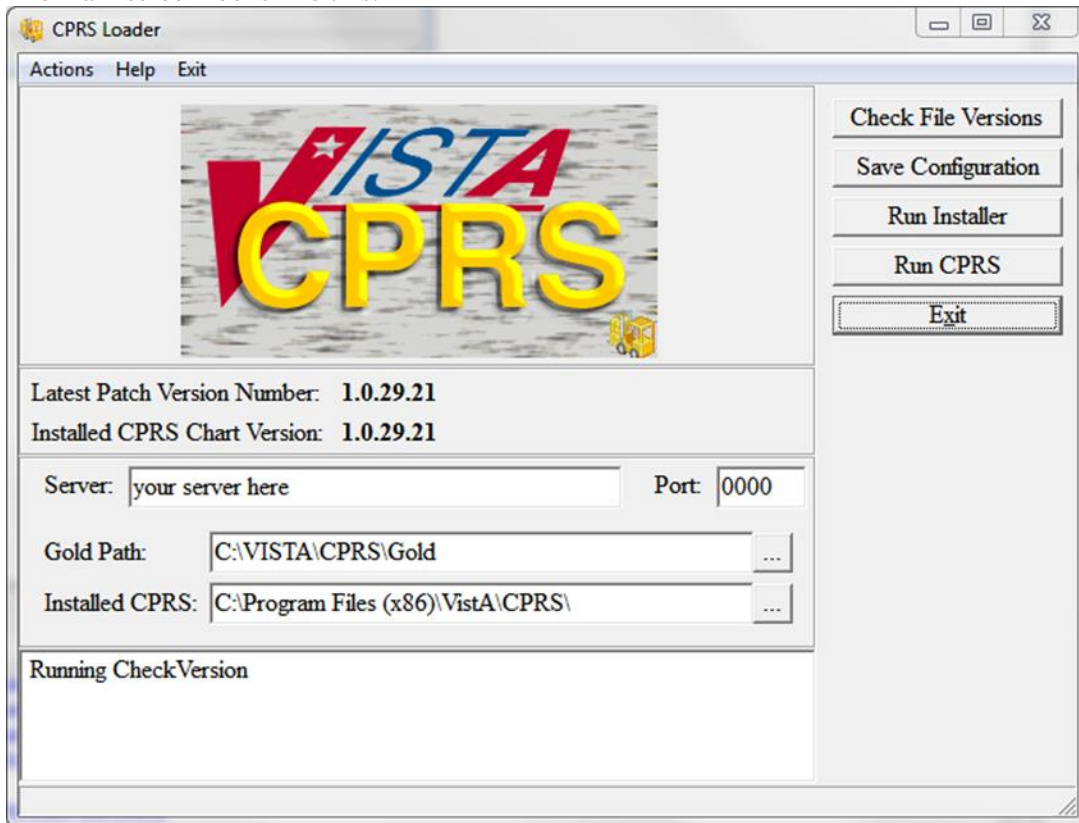 CPRS Loader
Actions Help Exit
VISTA
CPRS
Check File Versions
Save Configuration
Run Installer
Run CPRS
Exit
Latest Patch Version Number: 1.0.29.21
Installed CPRS Chart Version: 1.0.29.21
Server: your server here Port: 0000
Gold Path: C:\VISTA\CPRS\Gold ...
Installed CPRS: C:\Program Files (x86)\VistA\CPRS\ ...
Running CheckVersion